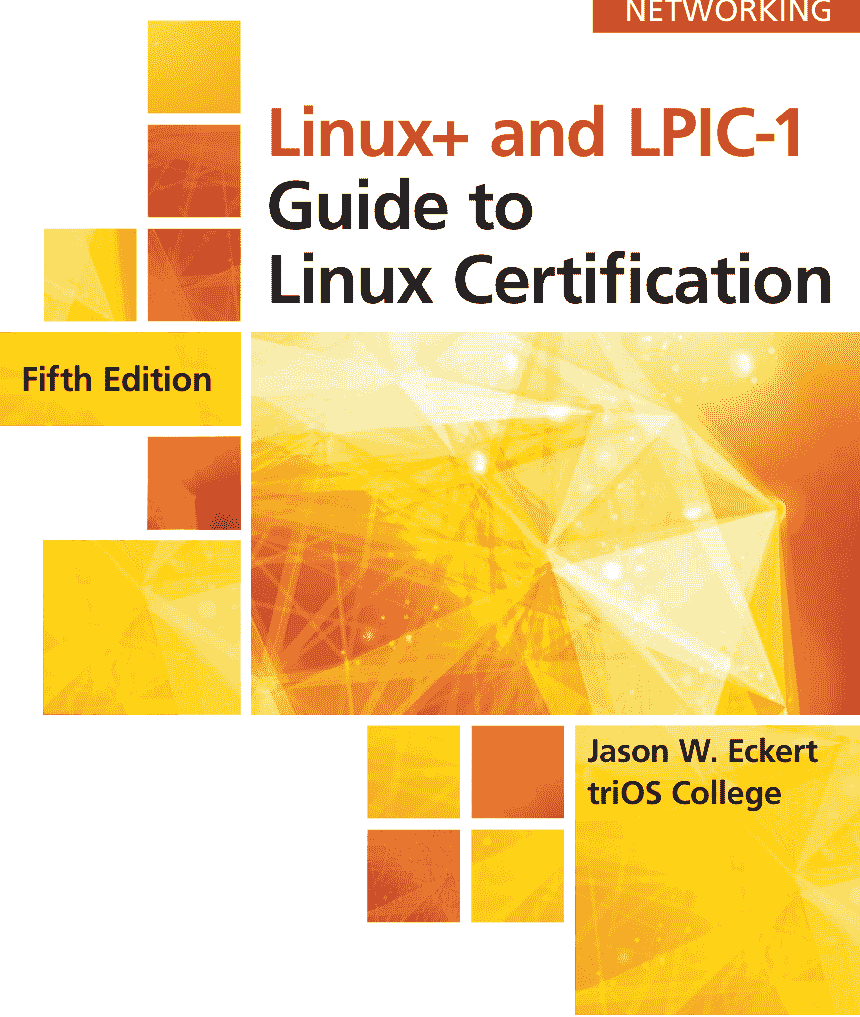 NETWORKING
Linux+ and LPIC-1
Guide to
Linux Certification
Fifth Edition
Jason W. Eckert
triOS College